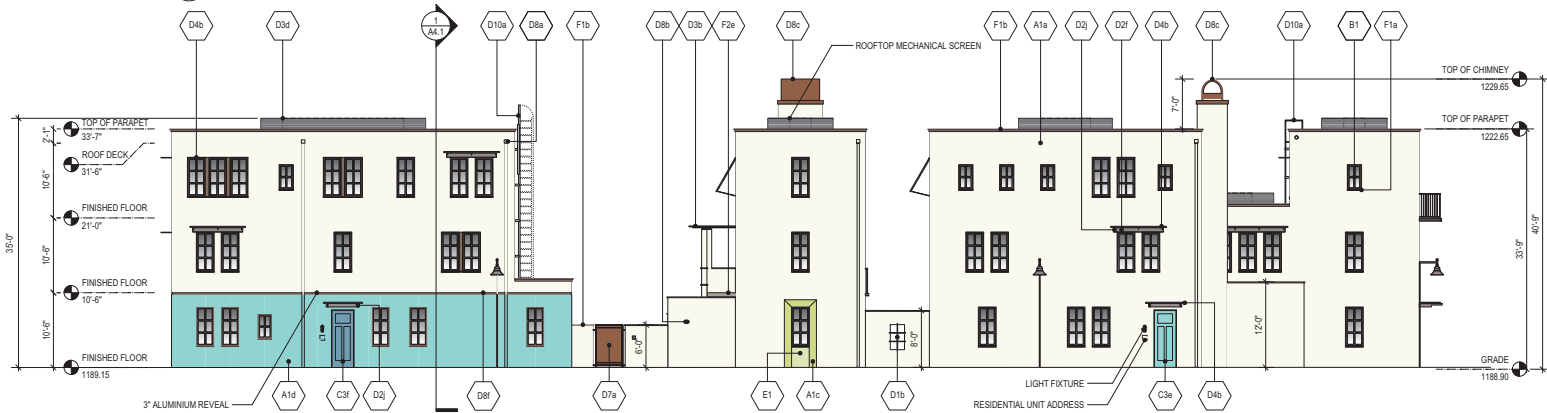 D4b
D3d
1
A4.1
D10a
D8a
F1b
D8b
D3b
F2e
D8c
F1b
A1a
D2j
D2f
D4b
D8c
D10a
B1
F1a
ROOFTOP MECHANICAL SCREEN
TOP OF CHIMNEY
1229.65
7'-0"
TOP OF PARAPET
33'-7"
2'-1"
TOP OF PARAPET
1222.65
ROOF DECK
31'-6"
10'-6"
FINISHED FLOOR
21'-0"
35'-0"
40'-9"
33'-9"
10'-6"
FINISHED FLOOR
10'-6"
10'-6"
12'-0"
6'-0"
8'-0"
FINISHED FLOOR
1189.15
GRADE
1188.90
LIGHT FIXTURE
3" ALUMINIUM REVEAL
RESIDENTIAL UNIT ADDRESS
A1d
C3f
D2j
D8f
D7a
E1
A1c
D1b
C3e
D4b